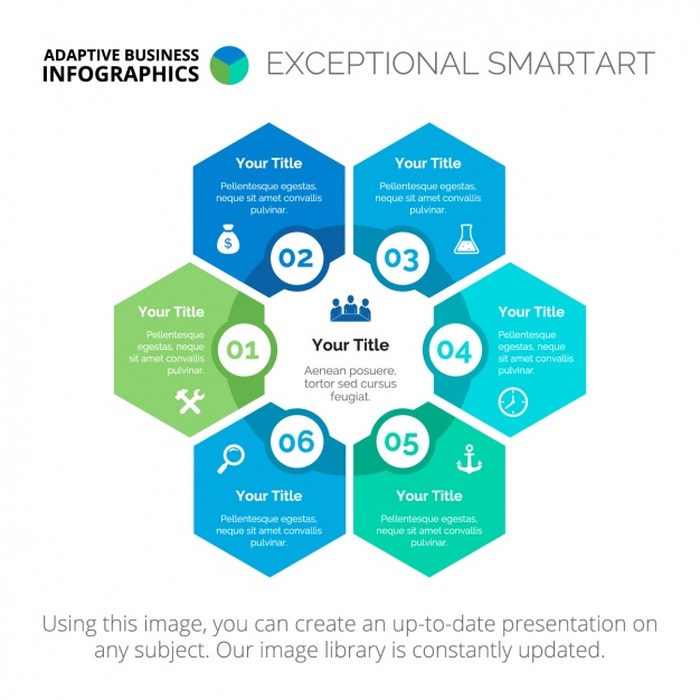 ADAPTIVE BUSINESS
INFOGRAPHICS
EXCEPTIONAL SMARTART
Your Title
Pellentesque
egestas, neque
sit amet convallis
pulvinar.
01
Your Title
Pellentesque egestas,
neque sit amet convallis
pulvinar.
$
02
Your Title
Pellentesque egestas,
neque sit amet convallis
pulvinar.
03
Your Title
Pellentesque
egestas, neque
sit amet convallis
pulvinar.
04
Your Title
Aenean posuere,
tortor sed cursus
feugiat.
05
Your Title
Pellentesque egestas,
neque sit amet convallis
pulvinar.
06
Your Title
Pellentesque egestas,
neque sit amet convallis
pulvinar.
Using this image, you can create an up-to-date presentation on
any subject. Our image library is constantly updated.